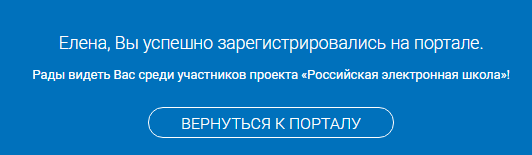 Елена, Вы успешно зарегистрировались на портале.
Рады видеть Вас среди участников проекта «Российская электронная школа»!
ВЕРНУТЬСЯ К ПОРТАЛУ